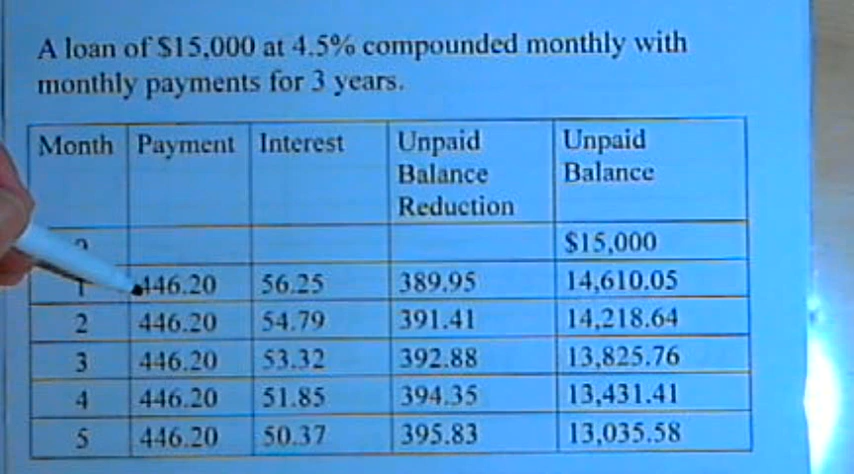 A loan of $15,000 at 4.5% compounded monthly with
monthly payments for 3 years.
Month Payment Interest Unpaid Balance Reduction Unpaid Balance
0 $15,000
1 446.20 56.25 389.95 14,610.05
2 446.20 54.79 391.41 14,218.64
3 446.20 53.32 392.88 13,825.76
4 446.20 51.85 394.35 13,431.41
5 446.20 50.37 395.83 13,035.58